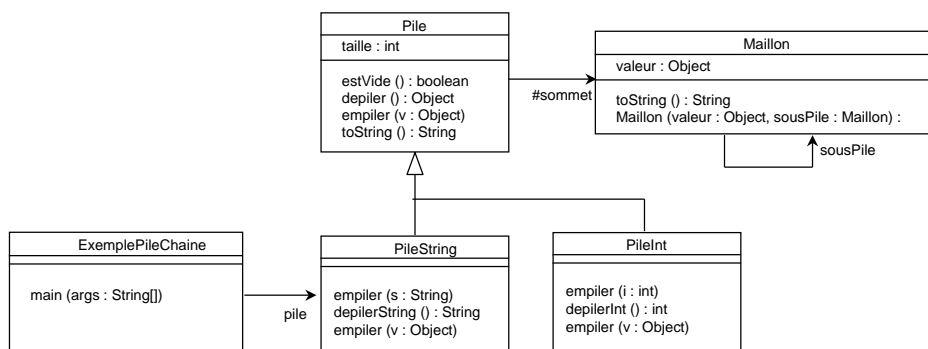 Pile
taille : int
estVide () : boolean
depiler () : Object
empiler (v : Object)
toString () : String
#sommet
Maillon
valeur : Object
toString () : String
Maillon (valeur : Object, sousPile : Maillon) :
sousPile
ExemplePileChaine
main (args : String[])
pile
PileString
empiler (s : String)
depilerString () : String
empiler (v : Object)
PileInt
empiler (i : int)
depilerInt () : int
empiler (v : Object)